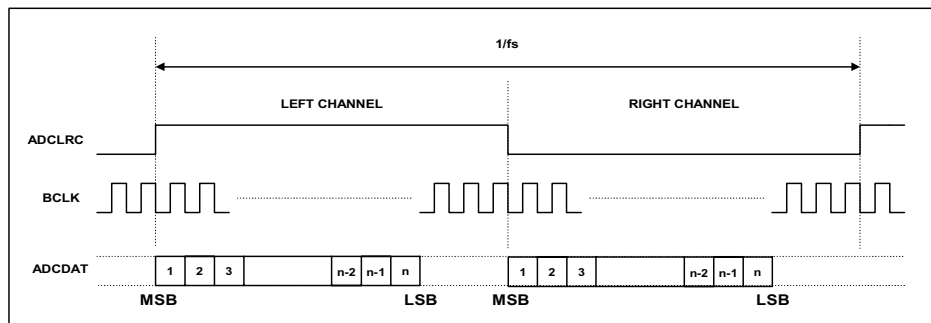 1/fs
LEFT CHANNEL RIGHT CHANNEL
ADCLRC
BCLK
ADCDAT 1 2 3 n-2 n-1 n 1 2 3 n-2 n-1 n
MSB LSB MSB LSB